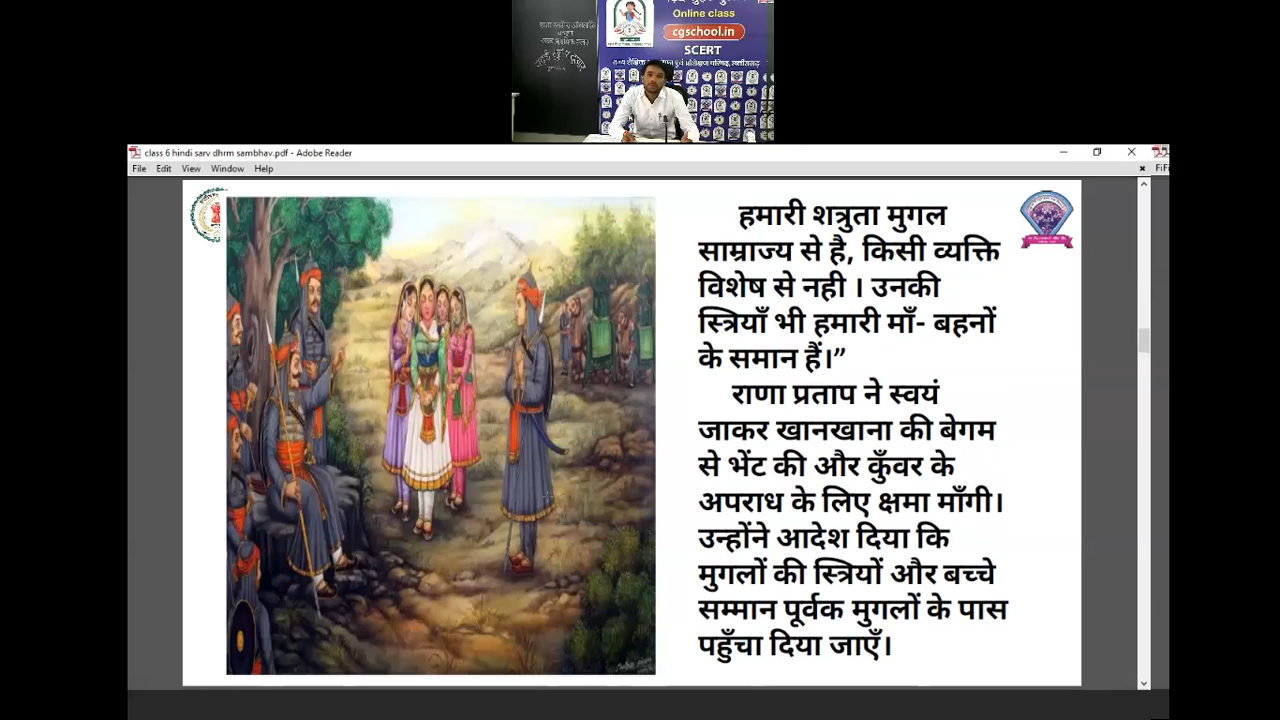 Online class
cgschool.in
SCERT
class 6 hindi sarv dhrm sambhav.pdf - Adobe Reader
File Edit View Window Help
हमारी शत्रुता मुगल
साम्राज्य से है, किसी व्यक्ति
विशेष से नही । उनकी
स्त्रियाँ भी हमारी माँ- बहनों
के समान हैं।”
राणा प्रताप ने स्वयं
जाकर खानखाना की बेगम
से भेंट की और कुँवर के
अपराध के लिए क्षमा माँगी।
उन्होंने आदेश दिया कि
मुगलों की स्त्रियों और बच्चे
सम्मान पूर्वक मुगलों के पास
पहुँचा दिया जाएँ।